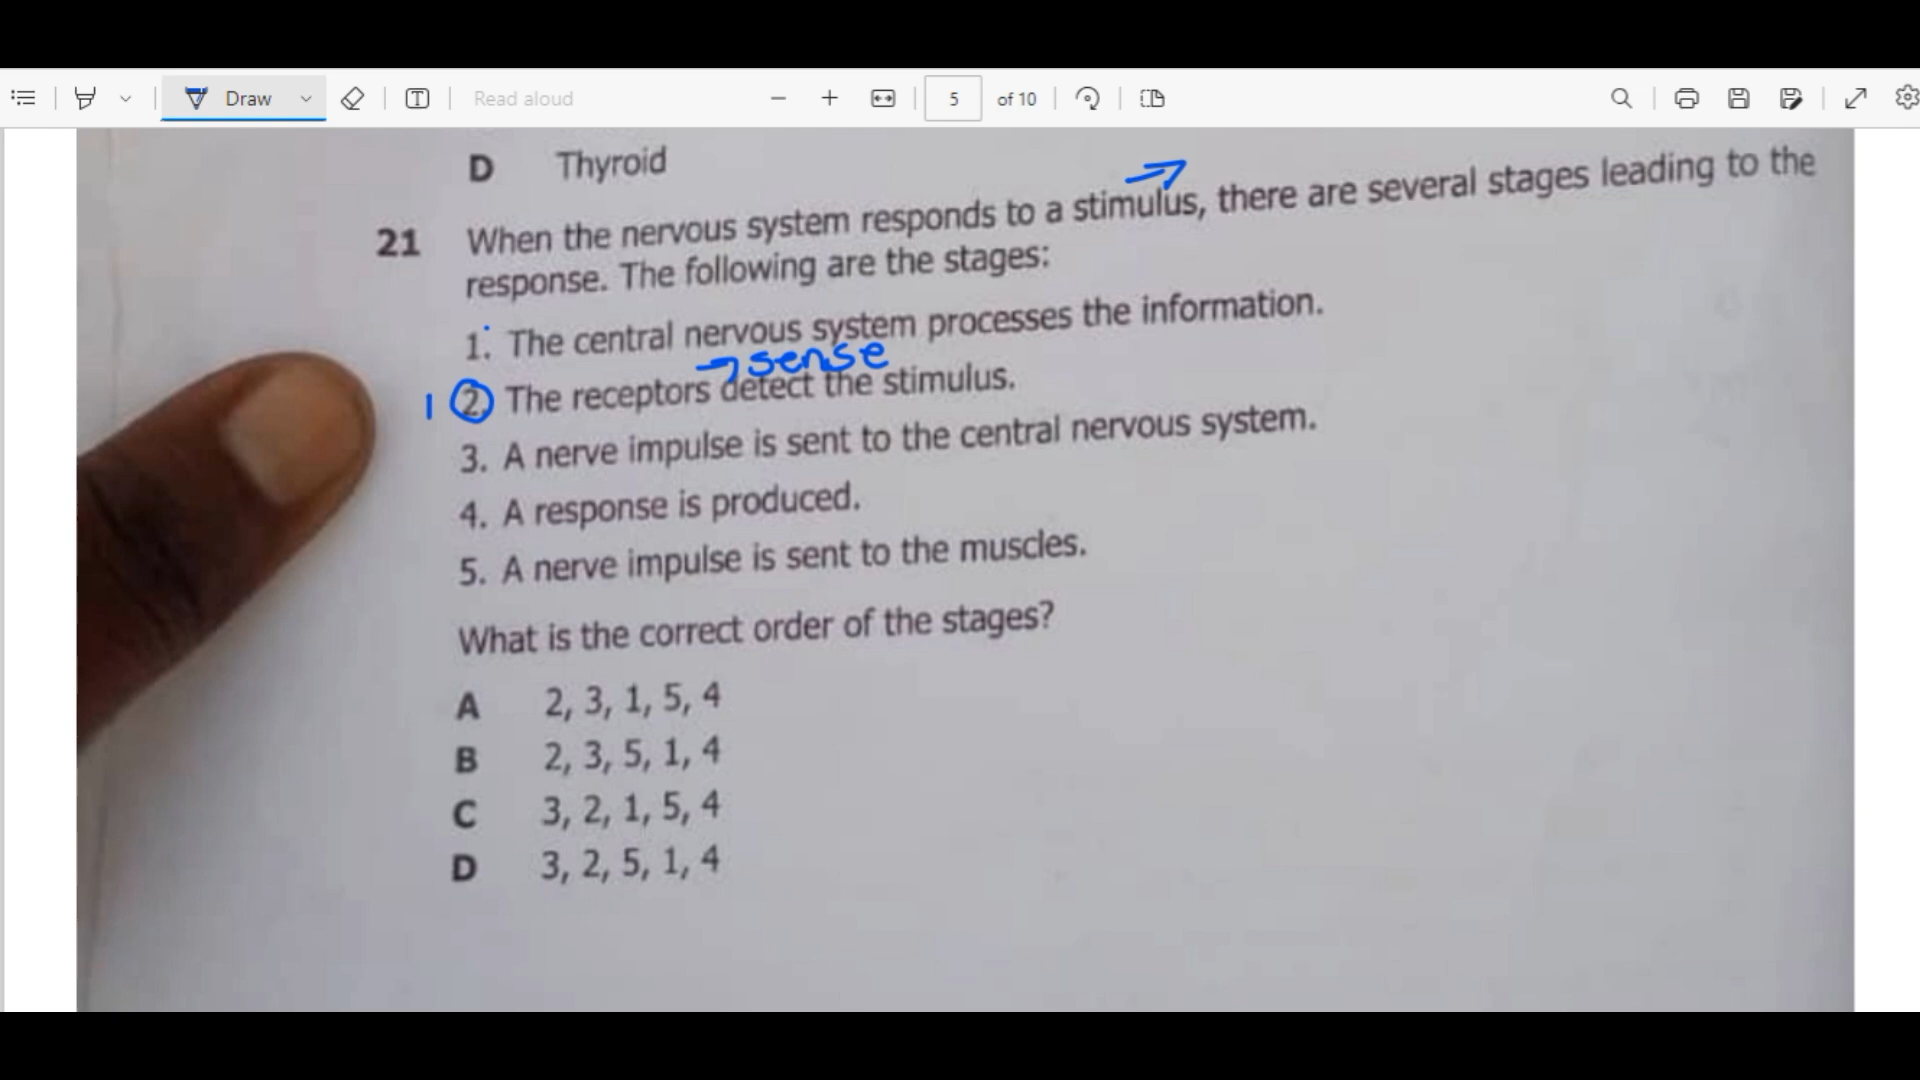 Draw
Read aloud
5 of 10
D Thyroid
21 When the nervous system responds to a stimulus, there are several stages leading to the
response. The following are the stages:
1. The central nervous system processes the information.
sense
1 2. The receptors detect the stimulus.
3. A nerve impulse is sent to the central nervous system.
4. A response is produced.
5. A nerve impulse is sent to the muscles.
What is the correct order of the stages?
A 2, 3, 1, 5, 4
B 2, 3, 5, 1, 4
C 3, 2, 1, 5, 4
D 3, 2, 5, 1, 4